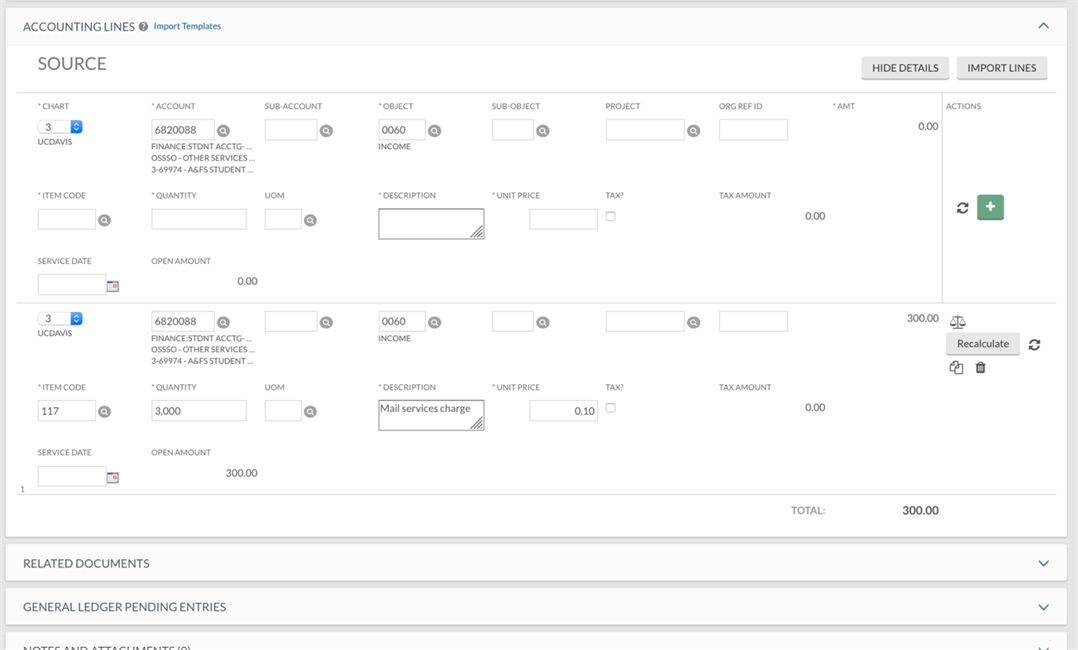 ACCOUNTING LINES ? Import Templates
SOURCE
HIDE DETAILS IMPORT LINES
* CHART * ACCOUNT SUB-ACCOUNT * OBJECT SUB-OBJECT PROJECT ORG REF ID * AMT ACTIONS
3 6820088 0060 0.00
UCDAVIS FINANCE:STDNT ACCTG-... INCOME
OSSSO - OTHER SERVICES ...
3-69974 - A&FS STUDENT ...
* ITEM CODE * QUANTITY UOM * DESCRIPTION * UNIT PRICE TAX? TAX AMOUNT
0.00
SERVICE DATE OPEN AMOUNT
0.00
3 6820088 0060 300.00
UCDAVIS FINANCE:STDNT ACCTG-... INCOME
OSSSO - OTHER SERVICES ...
3-69974 - A&FS STUDENT ...
Recalculate
* ITEM CODE * QUANTITY UOM * DESCRIPTION * UNIT PRICE TAX? TAX AMOUNT
117 3,000 Mail services charge 0.10 0.00
SERVICE DATE OPEN AMOUNT
300.00
1
TOTAL: 300.00
RELATED DOCUMENTS
GENERAL LEDGER PENDING ENTRIES
NOTES AND ATTACHMENTS (0)